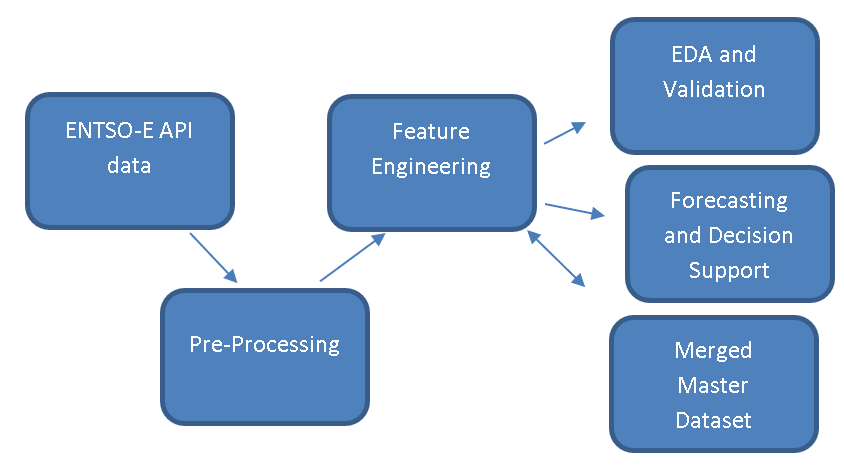 ENTSO-E API
data
Pre-Processing
Feature
Engineering
EDA and
Validation
Forecasting
and Decision
Support
Merged
Master
Dataset